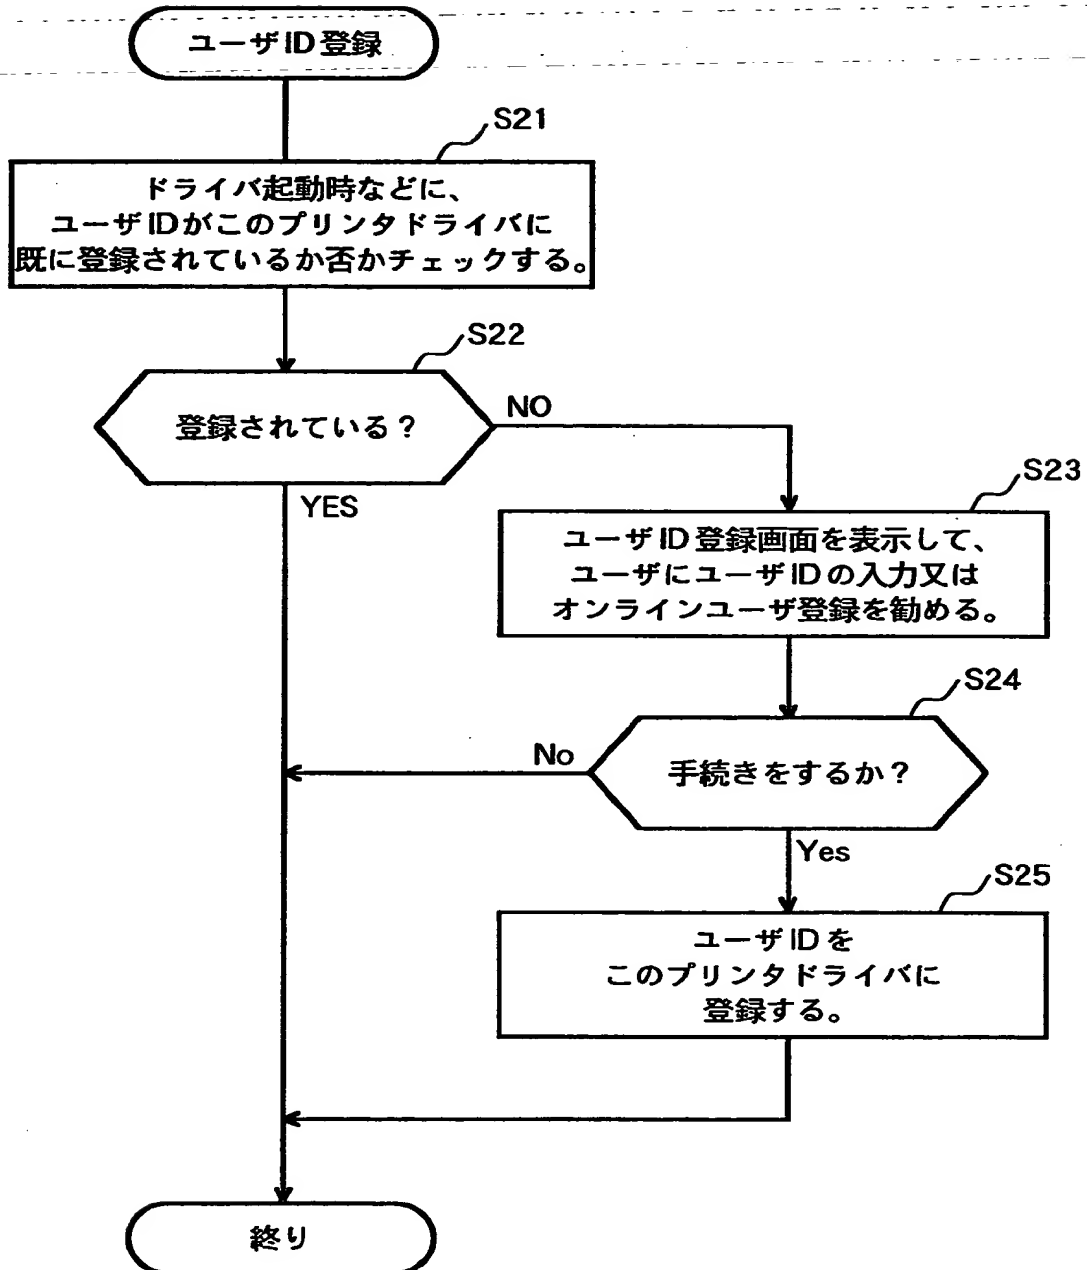 ユーザID登録
S21
ドライバ起動時などに、
ユーザIDがこのプリンタドライバに
既に登録されているか否かチェックする。
S22
登録されている？
NO
YES
S23
ユーザID登録画面を表示して、
ユーザにユーザIDの入力又は
オンラインユーザ登録を勧める。
S24
手続きをするか？
No
Yes
S25
ユーザIDを
このプリンタドライバに
登録する。
終り